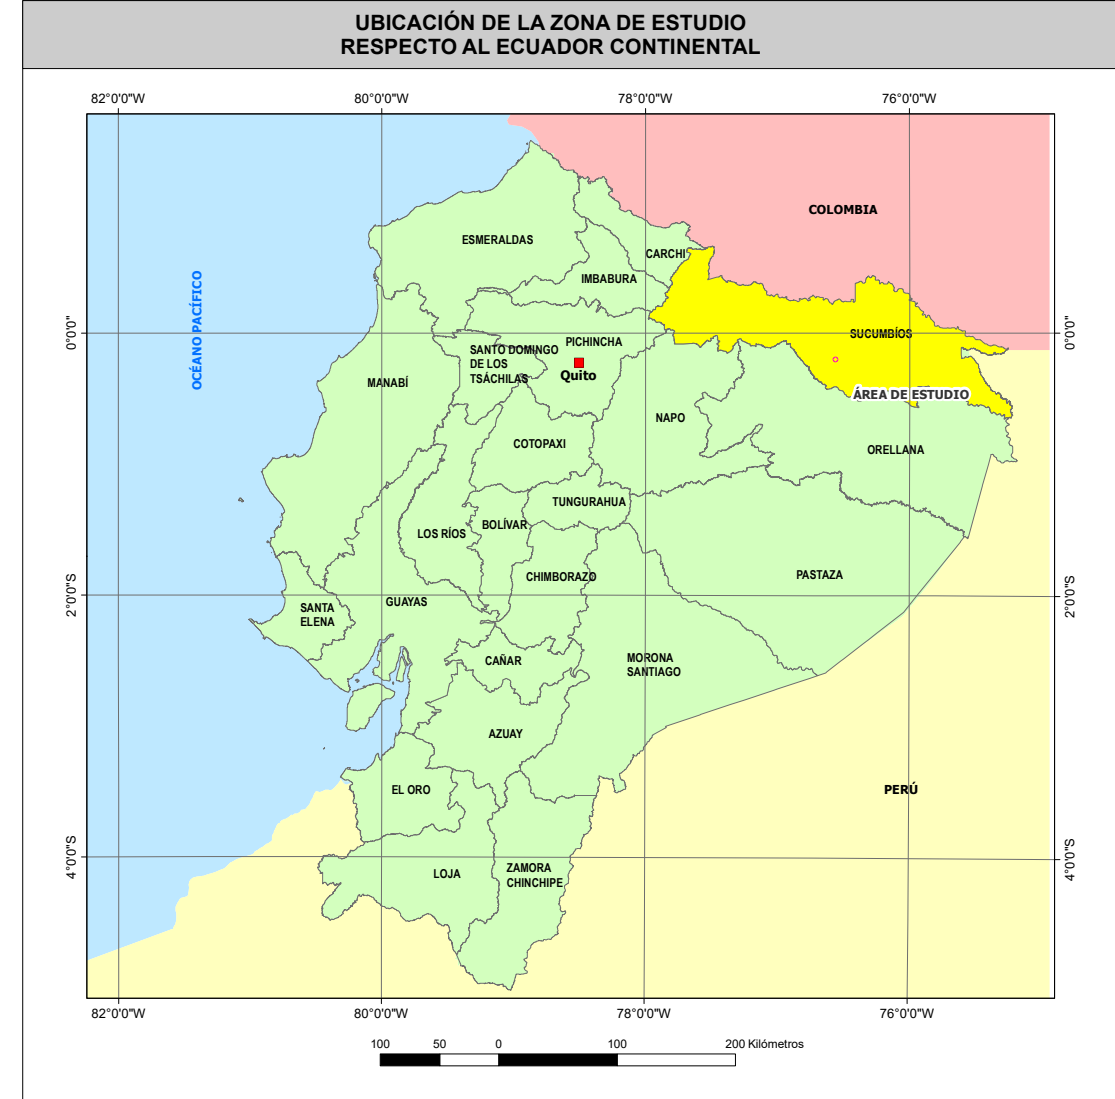 UBICACIÓN DE LA ZONA DE ESTUDIO
RESPECTO AL ECUADOR CONTINENTAL
82°0'0"W
80°0'0"W
78°0'0"W
76°0'0"W
COLOMBIA
ESMERALDAS
CARCHI
IMBABURA
OCÉANO PACÍFICO
0°0'0"
0°0'0"
SUCUMBÍOS
PICHINCHA
SANTO DOMINGO
DE LOS
TSÁCHILAS
Quito
MANABÍ
ÁREA DE ESTUDIO
NAPO
COTOPAXI
ORELLANA
TUNGURAHUA
BOLÍVAR
LOS RÍOS
CHIMBORAZO
PASTAZA
2°0'0"S
2°0'0"S
GUAYAS
SANTA
ELENA
CAÑAR
MORONA
SANTIAGO
AZUAY
EL ORO
PERÚ
4°0'0"S
4°0'0"S
LOJA
ZAMORA
CHINCHIPE
82°0'0"W
80°0'0"W
78°0'0"W
76°0'0"W
100
50
0
100
200 Kilómetros